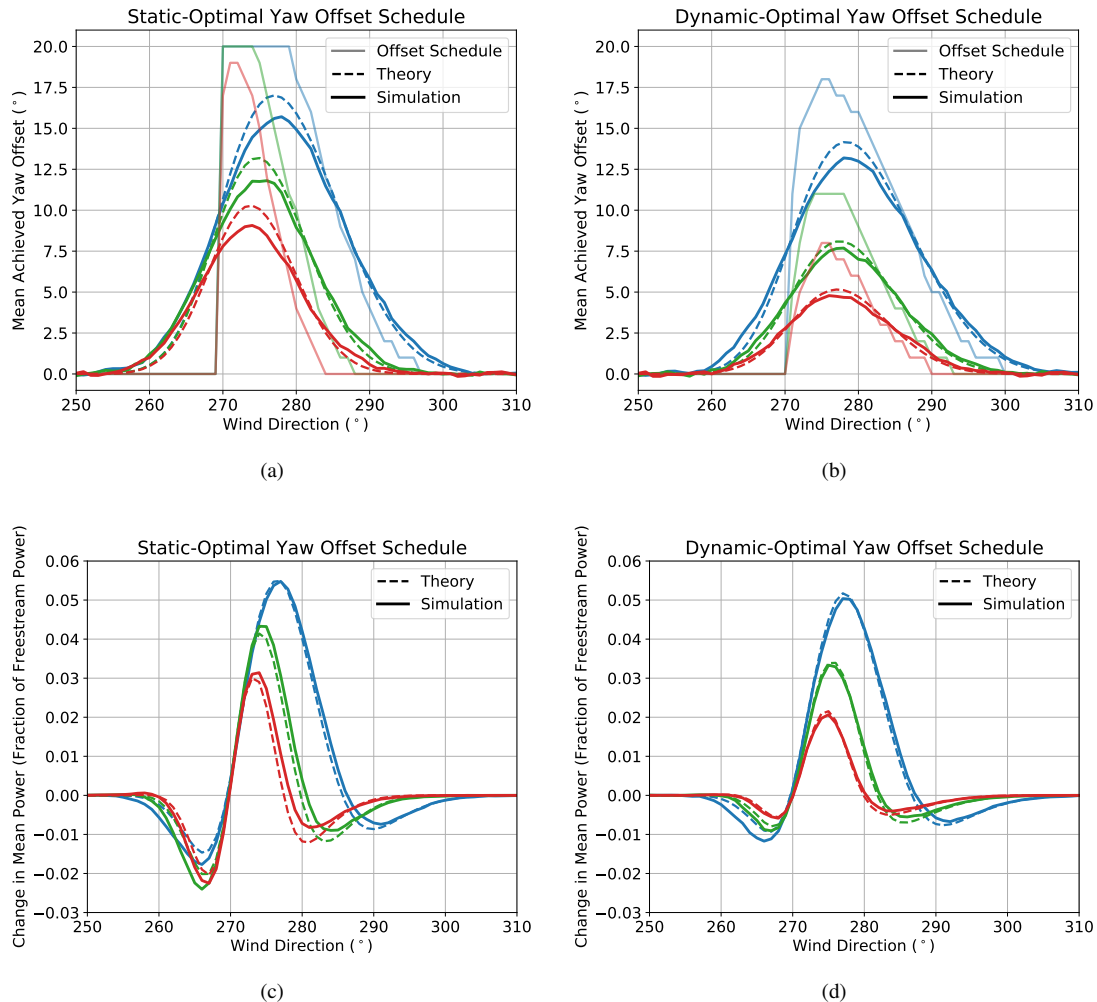 Static-Optimal Yaw Offset Schedule
Mean Achieved Yaw Offset (°)
20.0
17.5
15.0
12.5
10.0
7.5
5.0
2.5
0.0
Offset Schedule
Theory
Simulation
250 260 270 280 290 300 310
Wind Direction (°)
(a)
Dynamic-Optimal Yaw Offset Schedule
Mean Achieved Yaw Offset (°)
20.0
17.5
15.0
12.5
10.0
7.5
5.0
2.5
0.0
Offset Schedule
Theory
Simulation
250 260 270 280 290 300 310
Wind Direction (°)
(b)
Static-Optimal Yaw Offset Schedule
Change in Mean Power (Fraction of Freestream Power)
0.06
0.05
0.04
0.03
0.02
0.01
0.00
−0.01
−0.02
−0.03
Theory
Simulation
250 260 270 280 290 300 310
Wind Direction (°)
(c)
Dynamic-Optimal Yaw Offset Schedule
Change in Mean Power (Fraction of Freestream Power)
0.06
0.05
0.04
0.03
0.02
0.01
0.00
−0.01
−0.02
−0.03
Theory
Simulation
250 260 270 280 290 300 310
Wind Direction (°)
(d)